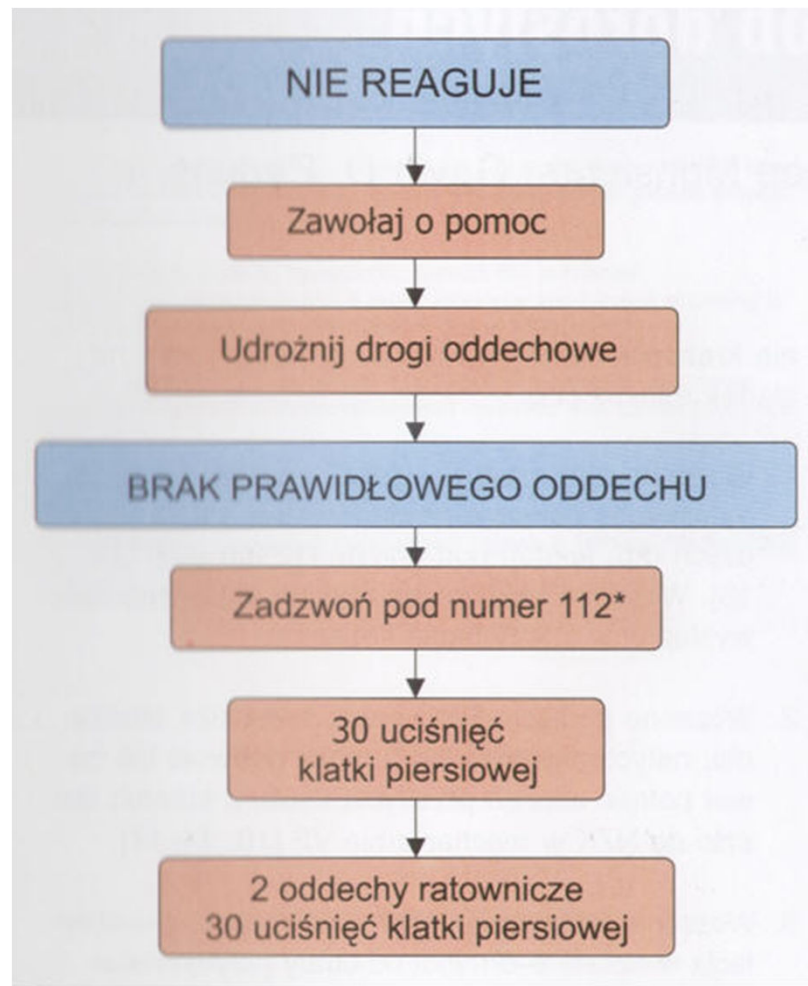 NIE REAGUJE
Zawołaj o pomoc
Udrożnij drogi oddechowe
BRAK PRAWIDŁOWEGO ODDECHU
Zadzwoń pod numer 112*
30 uciśnięć
klatki piersiowej
2 oddechy ratownicze
30 uciśnięć klatki piersiowej